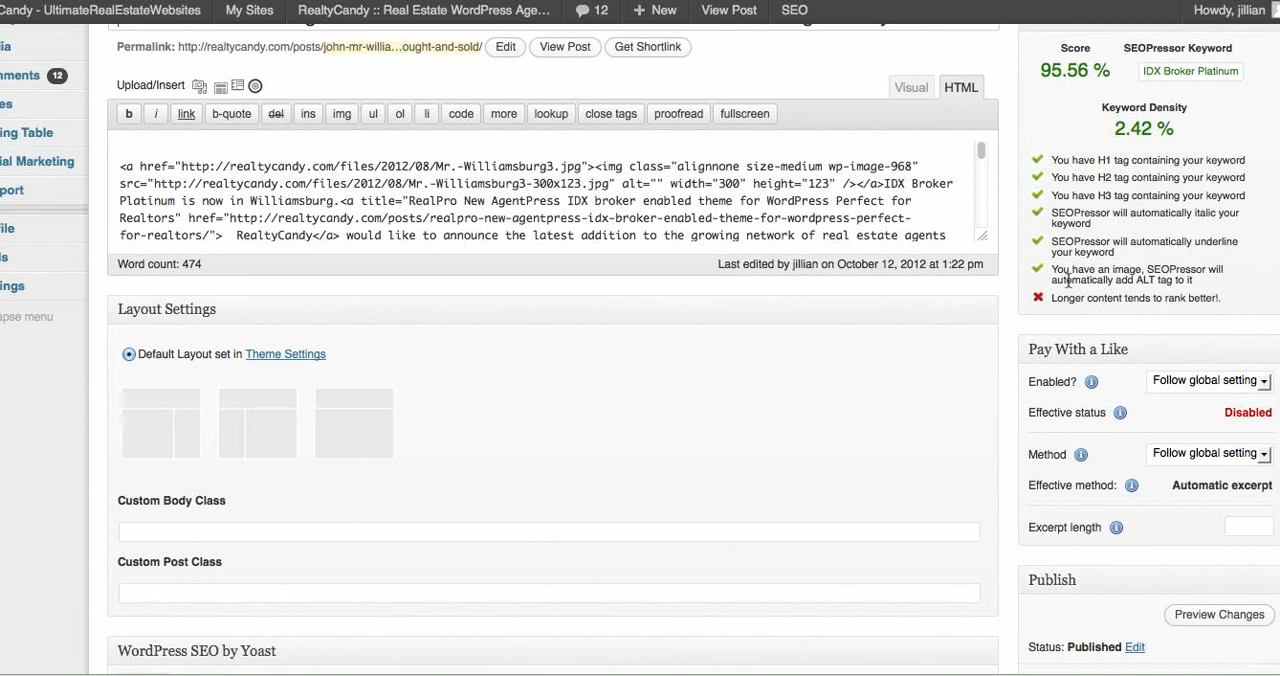 Candy - UltimateRealEstateWebsites My Sites RealtyCandy :: Real Estate WordPress Age... 12 + New View Post SEO Howdy, jillian
Permalink: http://realtycandy.com/posts/john-mr-willia…ought-and-sold/ Edit View Post Get Shortlink
Upload/Insert
Visual HTML
b i link b-quote del ins img ul ol li code more lookup close tags proofread fullscreen
<a href="http://realtycandy.com/files/2012/08/Mr.-Williamsburg3.jpg"><img class="alignnone size-medium wp-image-968"
src="http://realtycandy.com/files/2012/08/Mr.-Williamsburg3-300x123.jpg" alt="" width="300" height="123" /></a>IDX Broker
Platinum is now in Williamsburg.<a title="RealPro New AgentPress IDX broker enabled theme for WordPress Perfect for
Realtors" href="http://realtycandy.com/posts/realpro-new-agentpress-idx-broker-enabled-theme-for-wordpress-perfect-
for-realtors/"> RealtyCandy</a> would like to announce the latest addition to the growing network of real estate agents
Word count: 474 Last edited by jillian on October 12, 2012 at 1:22 pm
Layout Settings
Default Layout set in Theme Settings
Custom Body Class
Custom Post Class
WordPress SEO by Yoast
ia
nments 12
es
ing Table
ial Marketing
port
ile
s
ings
apse menu
Score SEOPressor Keyword
95.56 % IDX Broker Platinum
Keyword Density
2.42 %
You have H1 tag containing your keyword
You have H2 tag containing your keyword
You have H3 tag containing your keyword
SEOPressor will automatically italic your
keyword
SEOPressor will automatically underline
your keyword
You have an image, SEOPressor will
automatically add ALT tag to it
Longer content tends to rank better!.
Pay With a Like
Enabled? Follow global setting
Effective status Disabled
Method Follow global setting
Effective method: Automatic excerpt
Excerpt length
Publish
Preview Changes
Status: Published Edit